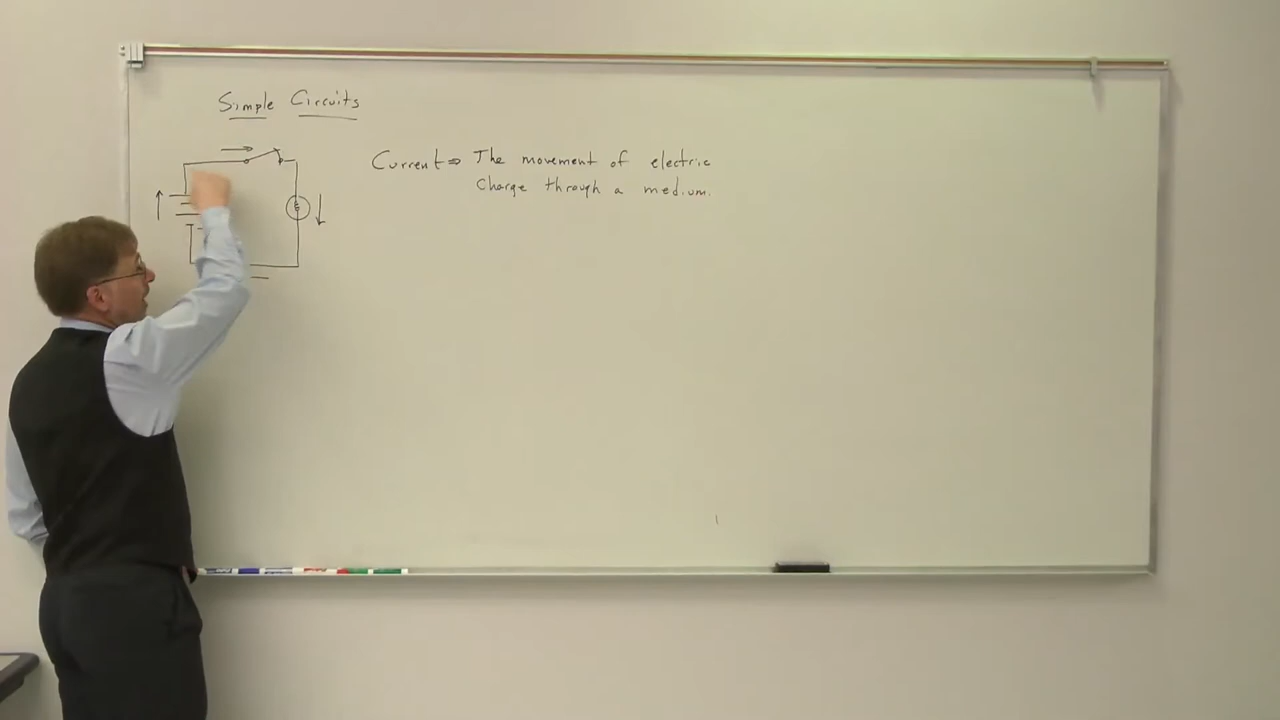 Simple Circuits
Current ⇒ The movement of electric
Charge through a medium.